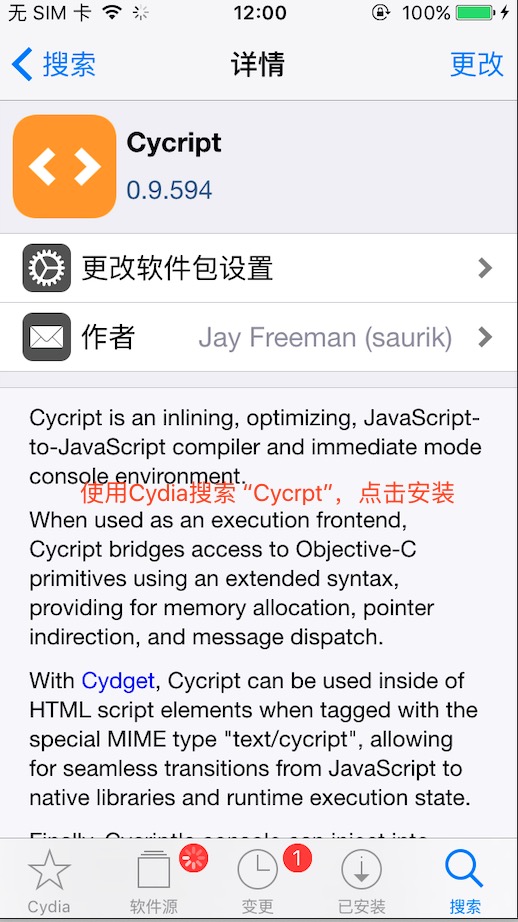 无 SIM 卡 12:00 100%
搜索 详情 更改
Cycript
0.9.594
更改软件包设置
作者 Jay Freeman (saurik)
Cycript is an inlining, optimizing, JavaScript-
to-JavaScript compiler and immediate mode
console environment.
使用Cydia搜索 “Cycrpt”，点击安装
When used as an execution frontend,
Cycript bridges access to Objective-C
primitives using an extended syntax,
providing for memory allocation, pointer
indirection, and message dispatch.
With Cydget, Cycript can be used inside of
HTML script elements when tagged with the
special MIME type "text/cycript", allowing
for seamless transitions from JavaScript to
native libraries and runtime execution state.
Finally, Cycript's console can inject into
1
Cydia 软件源 变更 已安装 搜索